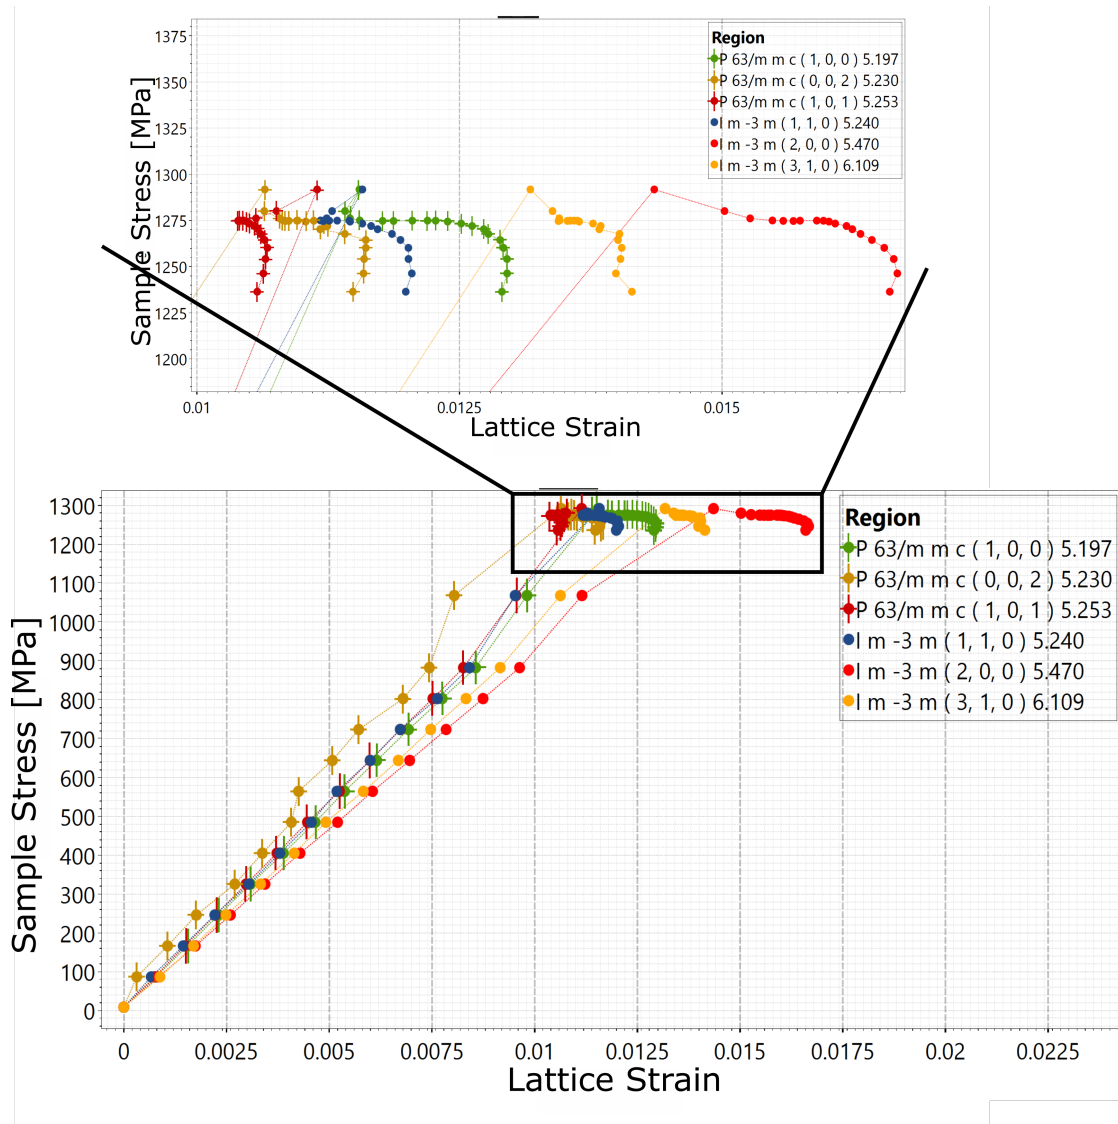 1375
1350
1325
1300
1275
1250
1225
1200
Sample Stress [MPa]
Region
P 63/m m c ( 1, 0, 0 ) 5.197
P 63/m m c ( 0, 0, 2 ) 5.230
P 63/m m c ( 1, 0, 1 ) 5.253
I m -3 m ( 1, 1, 0 ) 5.240
I m -3 m ( 2, 0, 0 ) 5.470
I m -3 m ( 3, 1, 0 ) 6.109
0.01 0.0125 0.015
Lattice Strain
1300
1200
1100
1000
900
800
700
600
500
400
300
200
100
0
Sample Stress [MPa]
Region
P 63/m m c ( 1, 0, 0 ) 5.197
P 63/m m c ( 0, 0, 2 ) 5.230
P 63/m m c ( 1, 0, 1 ) 5.253
I m -3 m ( 1, 1, 0 ) 5.240
I m -3 m ( 2, 0, 0 ) 5.470
I m -3 m ( 3, 1, 0 ) 6.109
0 0.0025 0.005 0.0075 0.01 0.0125 0.015 0.0175 0.02 0.0225
Lattice Strain